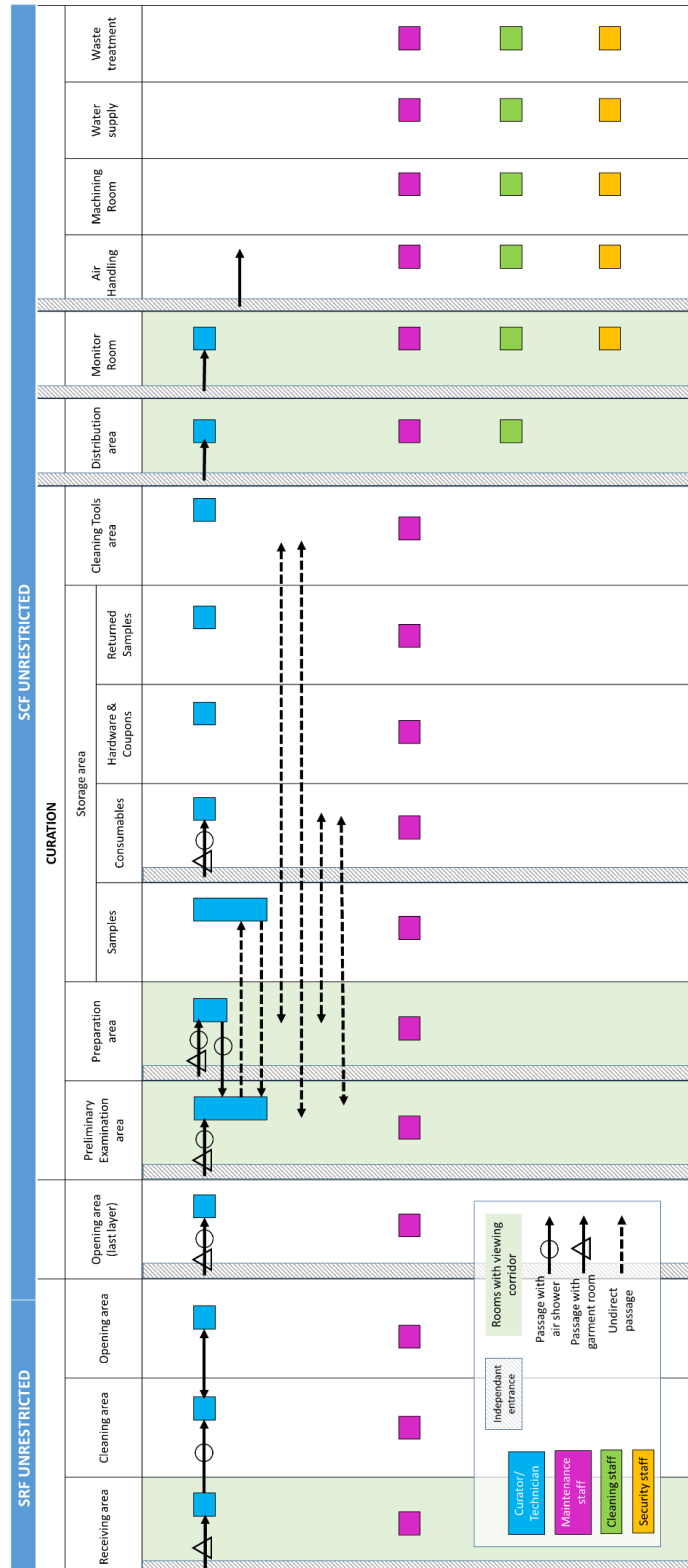 SRF UNRESTRICTED
SCF UNRESTRICTED
CURATION
Receiving area
Cleaning area
Opening area
Opening area
(last layer)
Preliminary
Examination
area
Preparation
area
Storage area
Samples
Consumables
Hardware &
Coupons
Returned
Samples
Cleaning Tools
area
Distribution
area
Monitor
Room
Air
Handling
Machining
Room
Water
supply
Waste
treatment
Curator/
Technician
Maintenance
staff
Cleaning staff
Security staff
Independant
entrance
Rooms with viewing
corridor
Passage with
air shower
Passage with
garment room
Undirect
passage